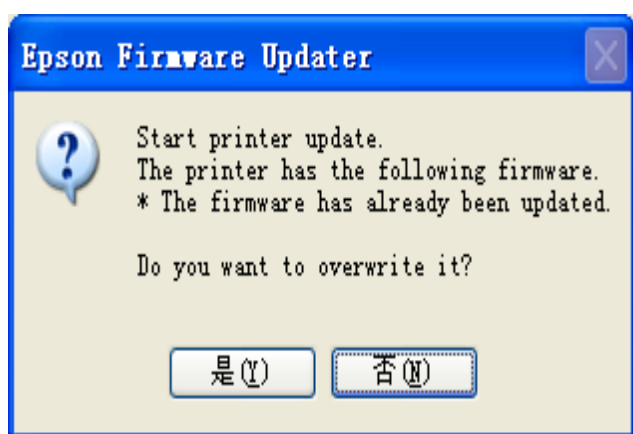 Epson Firmware Updater
Start printer update.
The printer has the following firmware.
* The firmware has already been updated.
Do you want to overwrite it?
是(Y) 否(N)